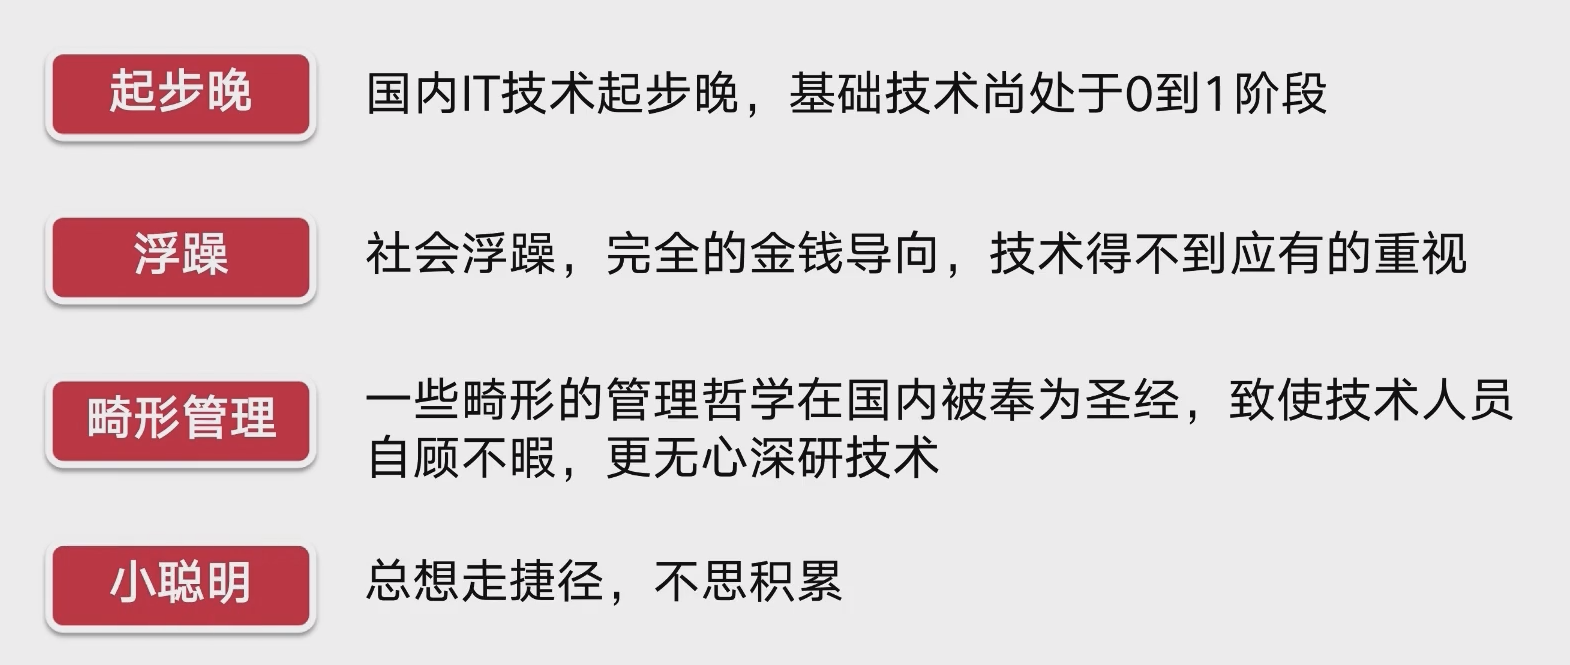 起步晚
国内IT技术起步晚，基础技术尚处于0到1阶段
浮躁
社会浮躁，完全的金钱导向，技术得不到应有的重视
畸形管理
一些畸形的管理哲学在国内被奉为圣经，致使技术人员
自顾不暇，更无心深研技术
小聪明
总想走捷径，不思积累